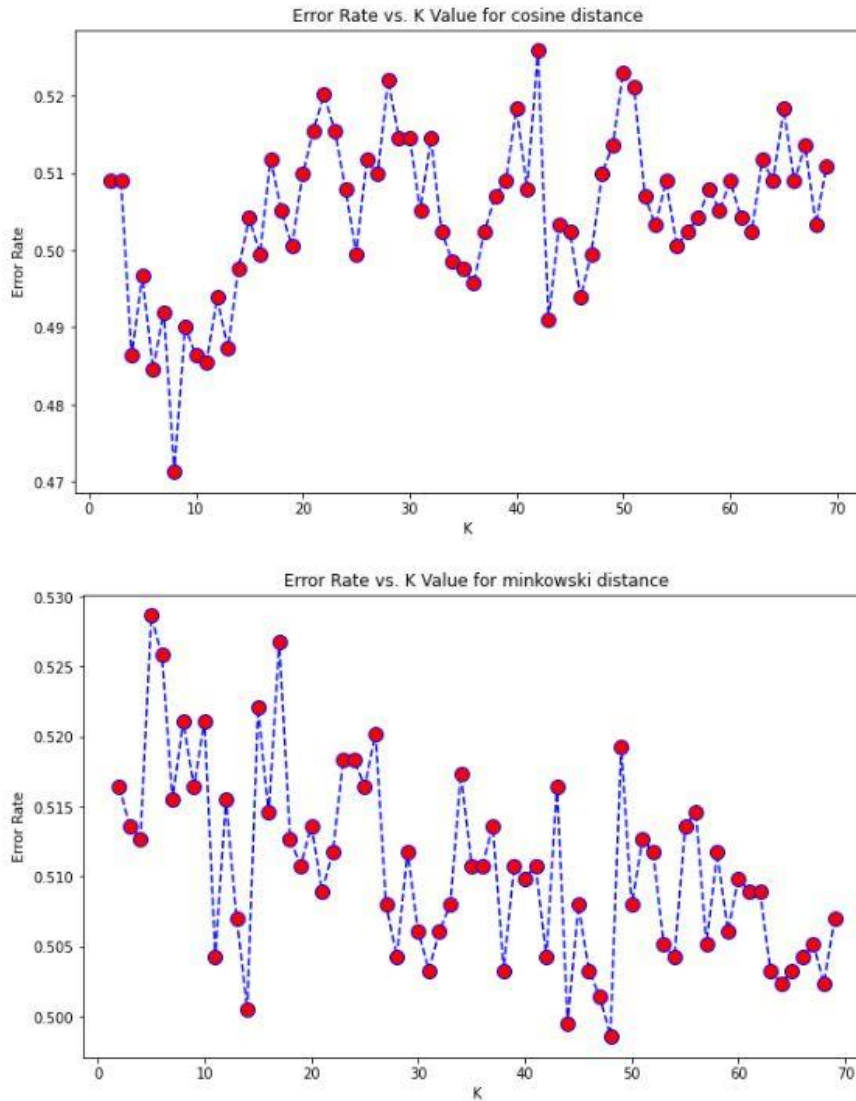 Error Rate vs. K Value for cosine distance
0.52
0.51
0.50
0.49
0.48
0.47
Error Rate
0 10 20 30 40 50 60 70
K
Error Rate vs. K Value for minkowski distance
0.530
0.525
0.520
0.515
0.510
0.505
0.500
Error Rate
0 10 20 30 40 50 60 70
K